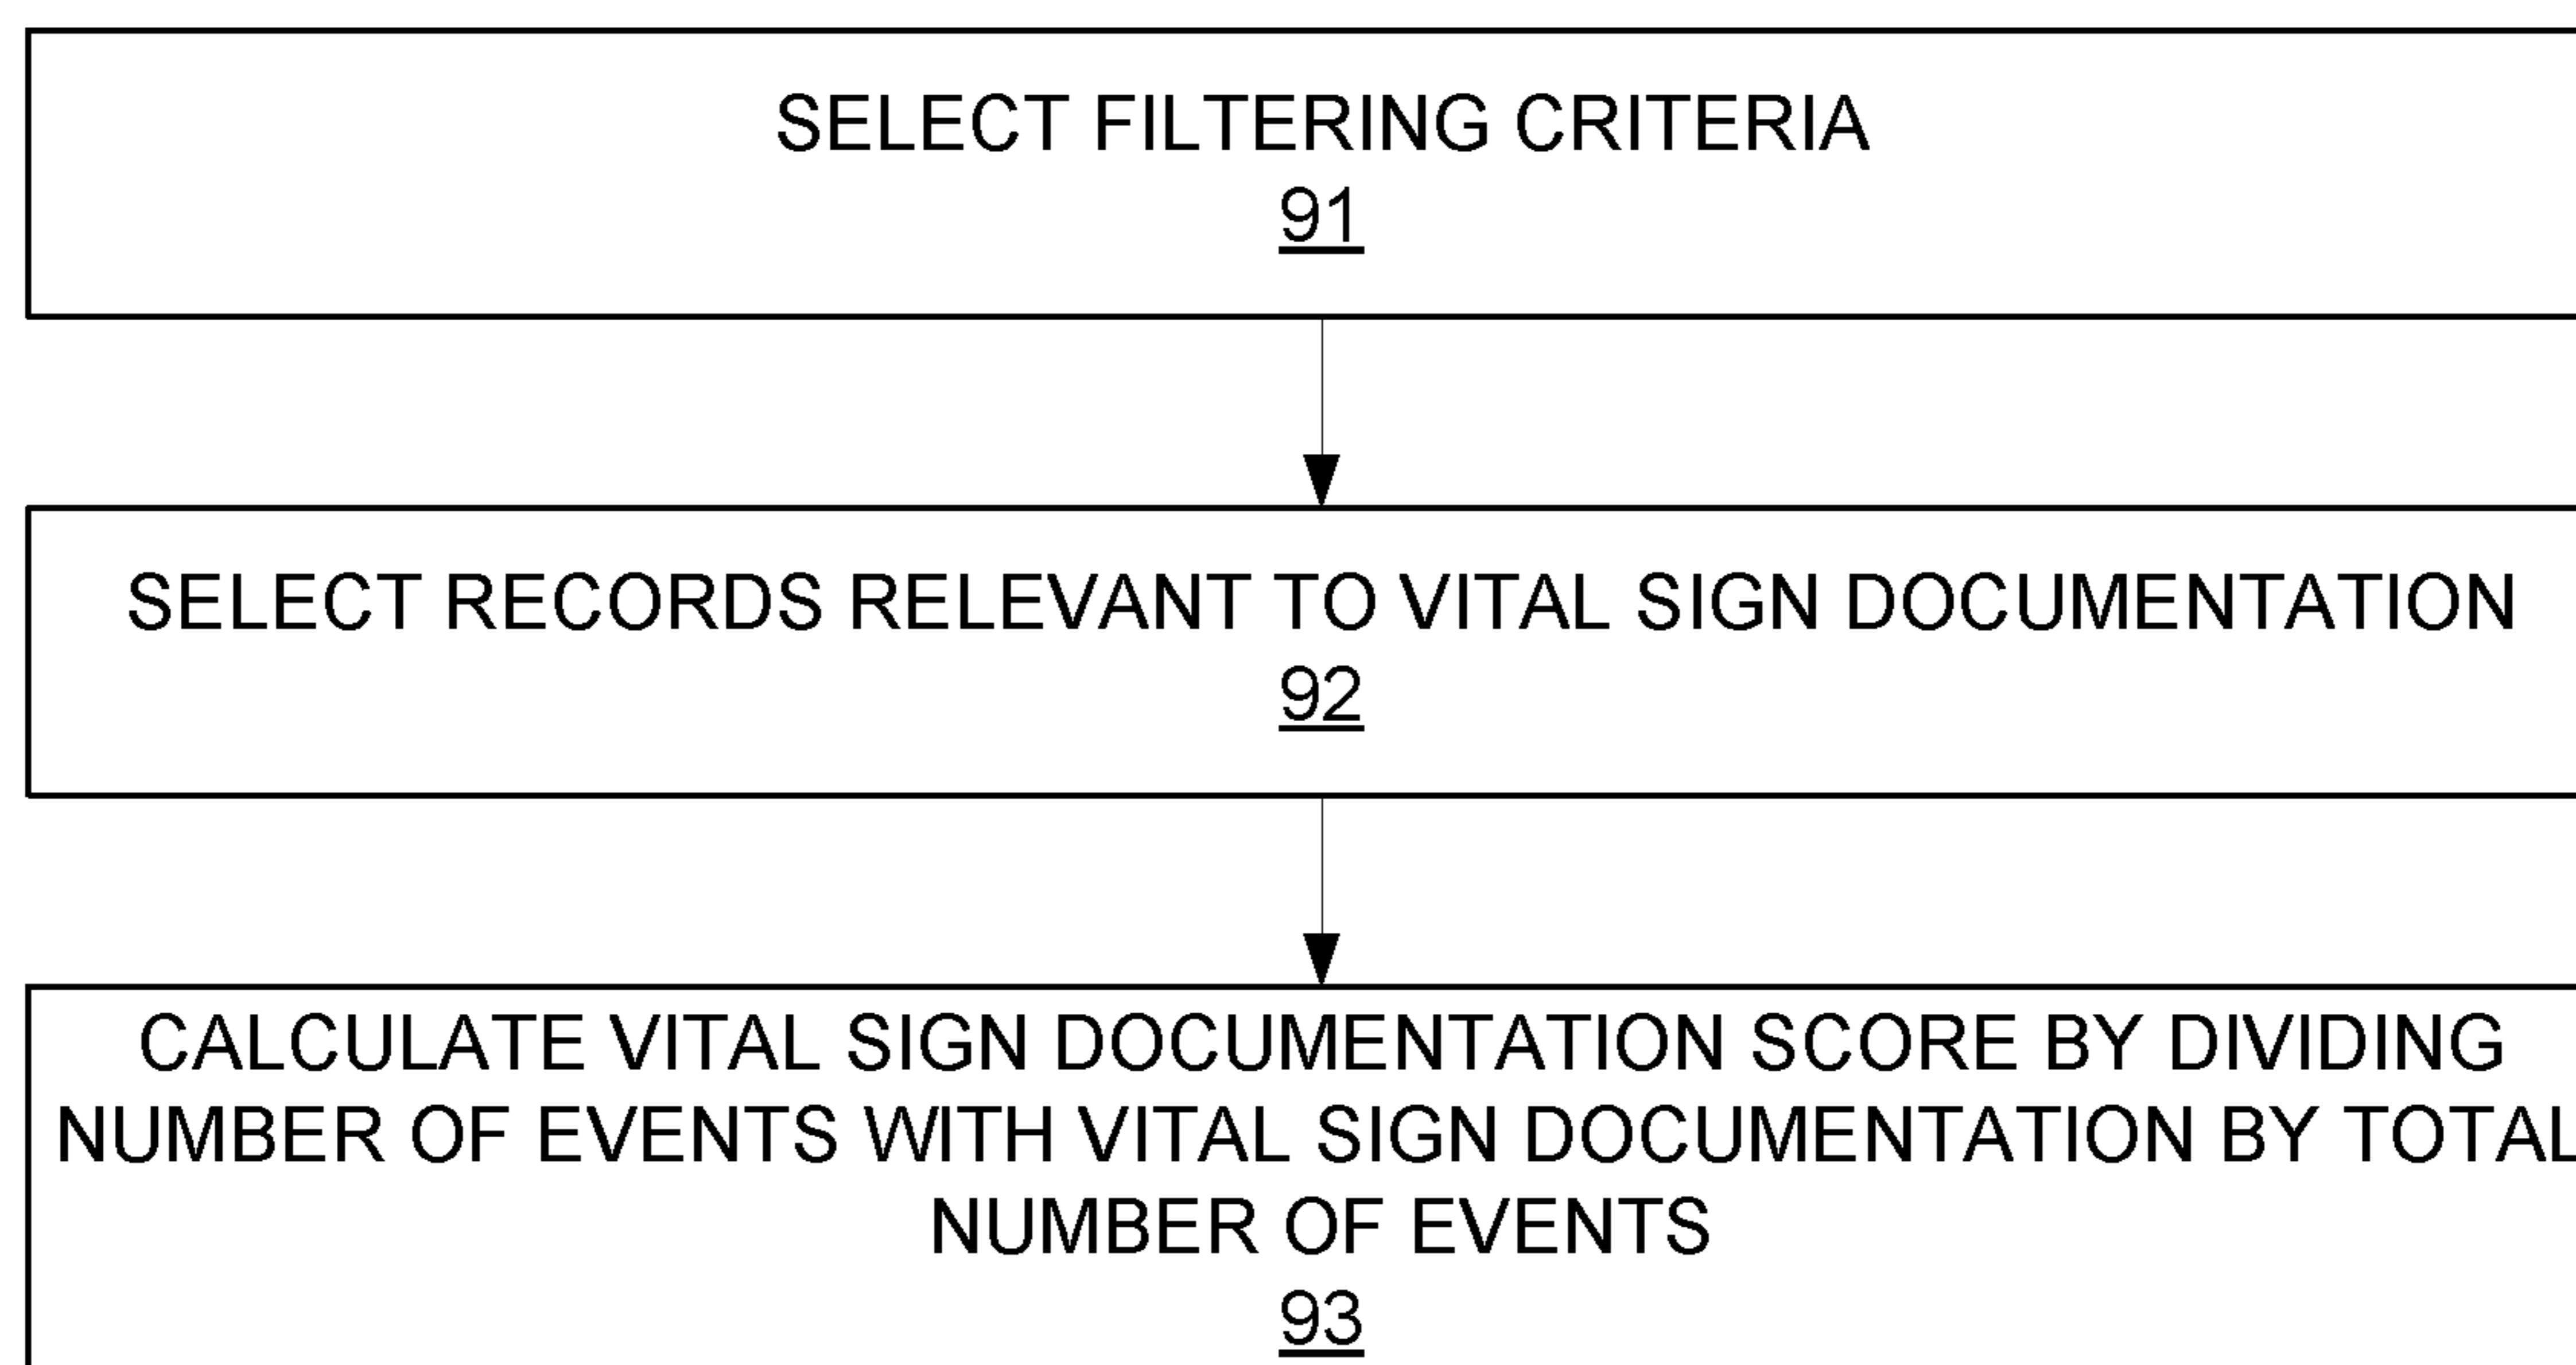 SELECT FILTERING CRITERIA
91
SELECT RECORDS RELEVANT TO VITAL SIGN DOCUMENTATION
92
CALCULATE VITAL SIGN DOCUMENTATION SCORE BY DIVIDING
NUMBER OF EVENTS WITH VITAL SIGN DOCUMENTATION BY TOTAL
NUMBER OF EVENTS
93